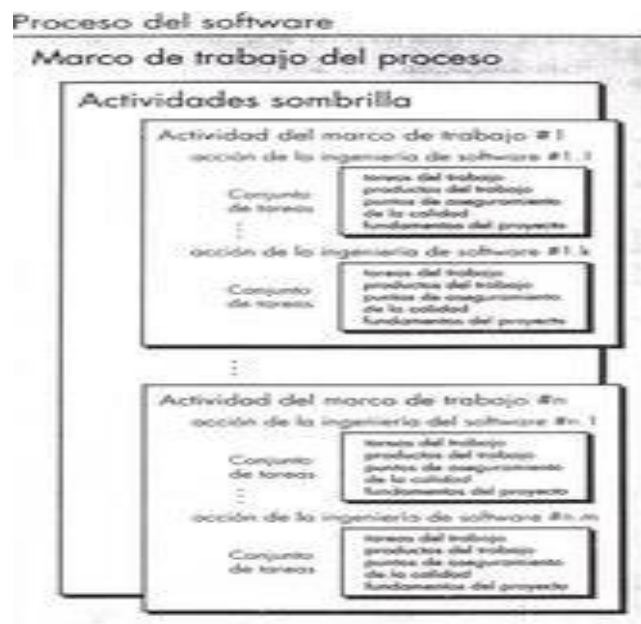 Proceso del software
Marco de trabajo del proceso
Actividades sombrilla
Actividad del marco de trabajo #1
acción de la ingeniería de software #1.1
Conjunto
de tareas
tareas del trabajo
productos del trabajo
puntos de aseguramiento
de la calidad
fundamentos del proyecto
acción de la ingeniería de software #1.k
Conjunto
de tareas
tareas del trabajo
productos del trabajo
puntos de aseguramiento
de la calidad
fundamentos del proyecto
Actividad del marco de trabajo #n
acción de la ingeniería del software #n.1
Conjunto
de tareas
tareas del trabajo
productos del trabajo
puntos de aseguramiento
de la calidad
fundamentos del proyecto
acción de la ingeniería de software #n.m
Conjunto
de tareas
tareas del trabajo
productos del trabajo
puntos de aseguramiento
de la calidad
fundamentos del proyecto